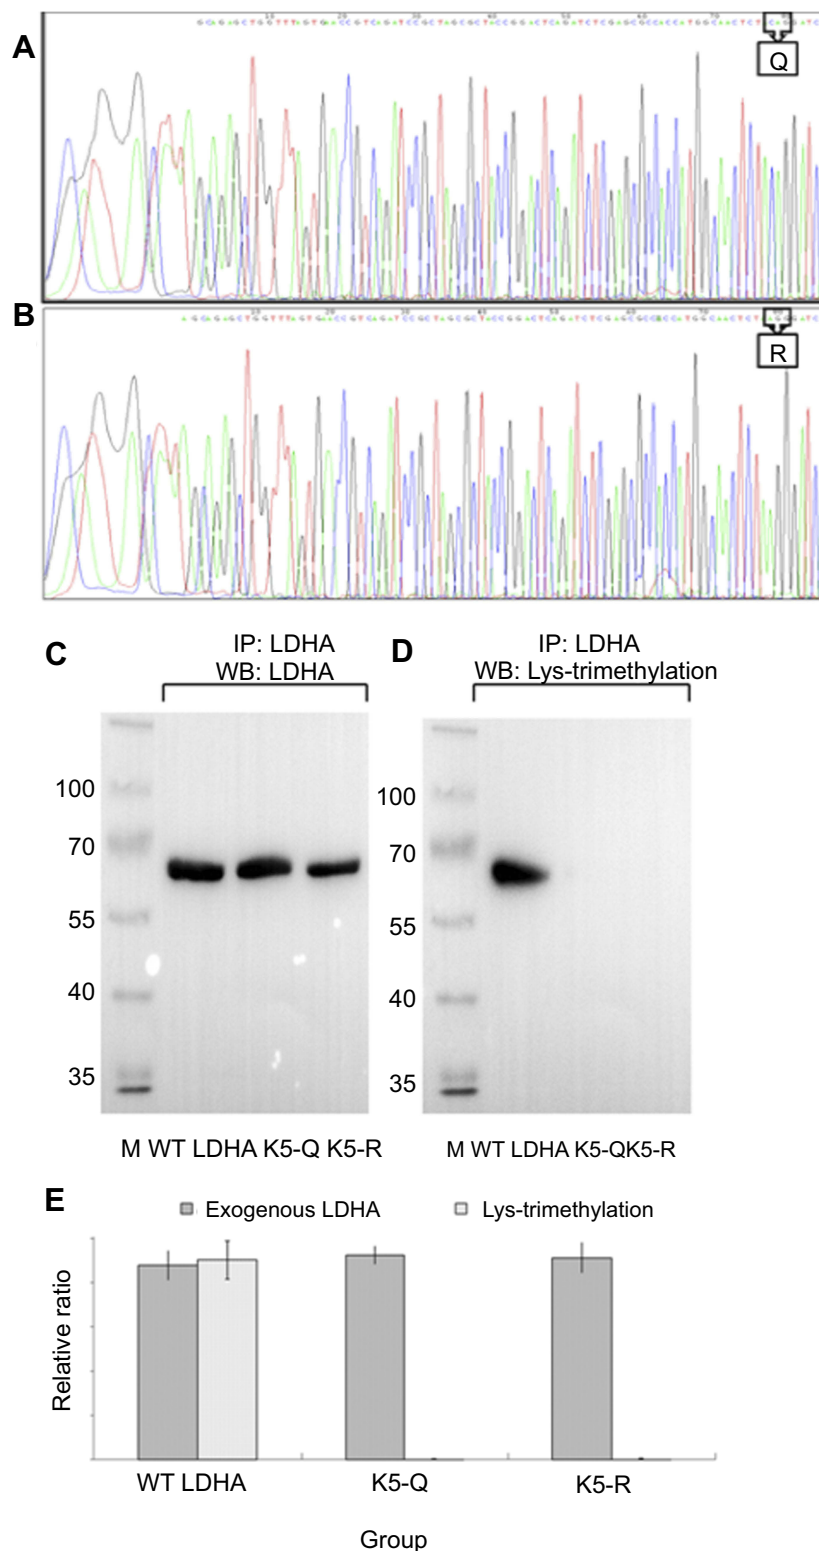 A
Q
B
R
C
IP: LDHA
WB: LDHA
D
IP: LDHA
WB: Lys-trimethylation
100
70
55
40
35
100
70
55
40
35
M WT LDHA K5-Q K5-R
M WT LDHA K5-QK5-R
E
Exogenous LDHA
Lys-trimethylation
Relative ratio
WT LDHA
K5-Q
K5-R
Group